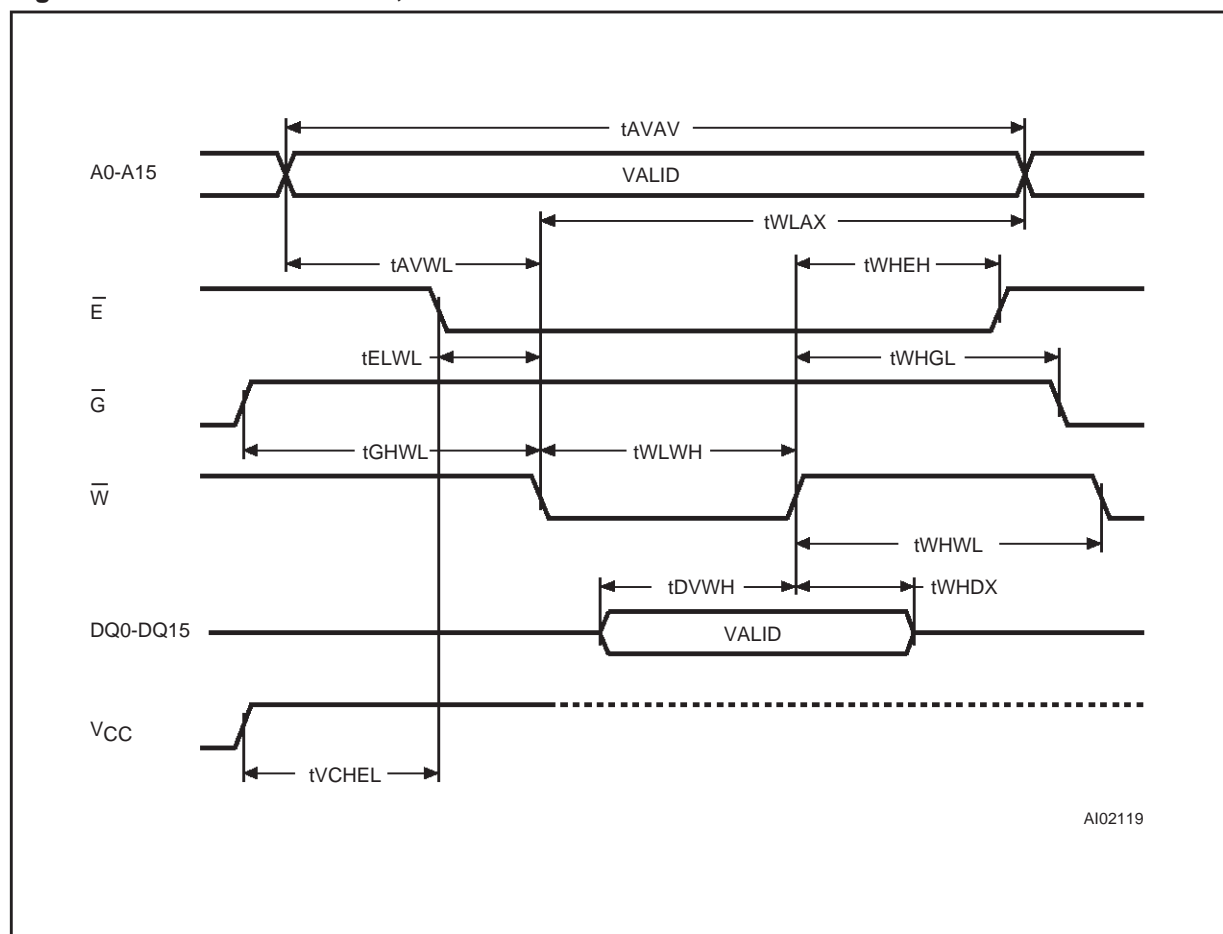 tAVAV
A0-A15
VALID
tWLAX
tAVWL
tWHEH
E̅
tELWL
tWHGL
G̅
tGHWL
tWLWH
W̅
tWHWL
tDVWH
tWHDX
DQ0-DQ15
VALID
VCC
tVCHEL
AI02119